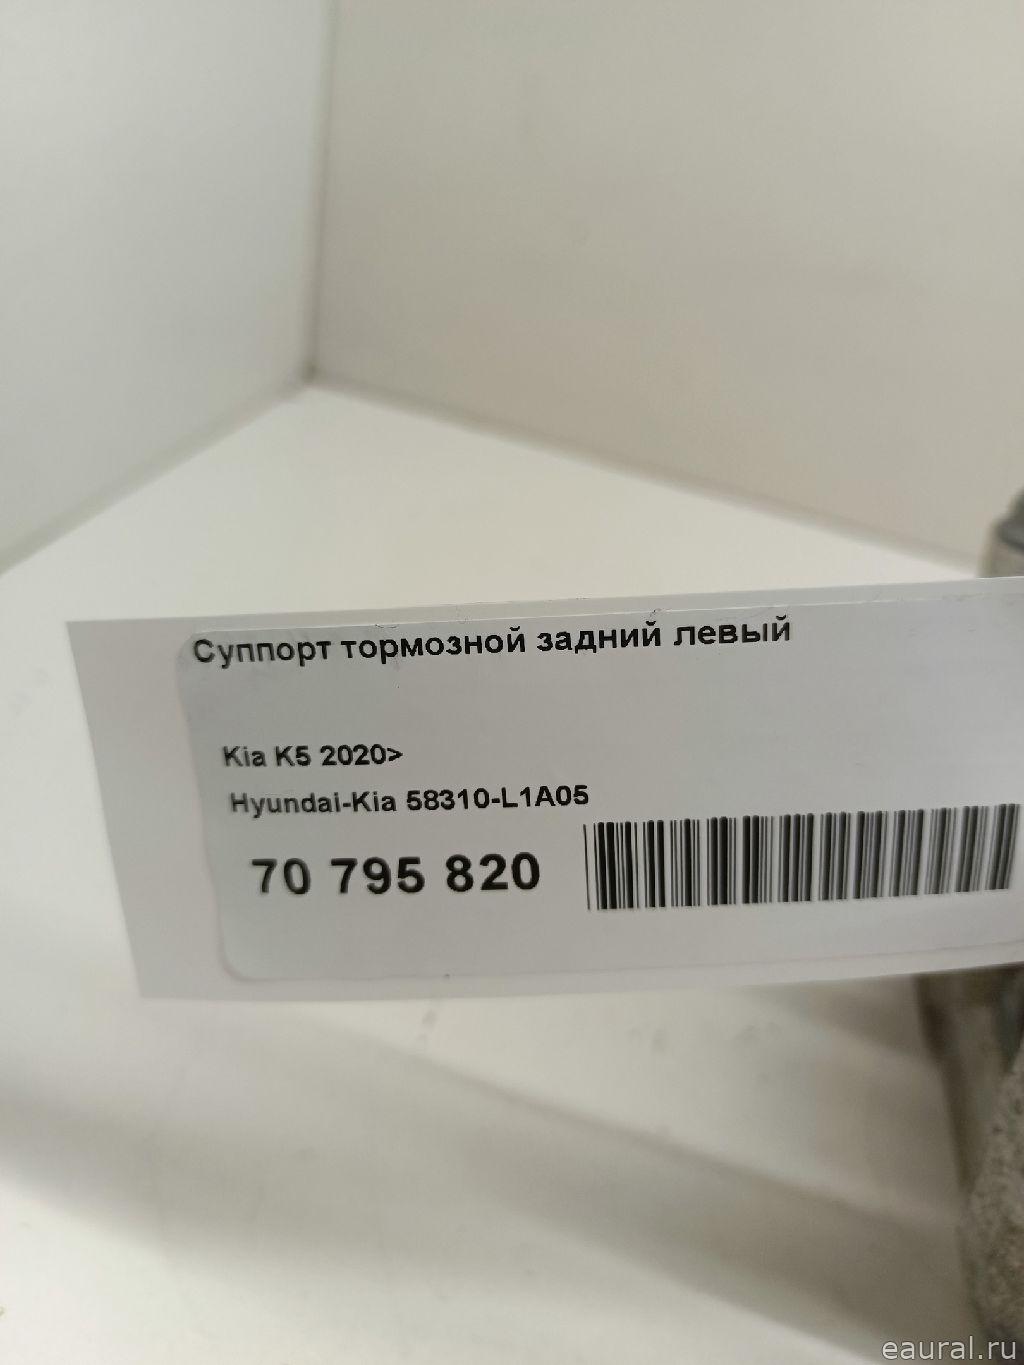 Суппорт тормозной задний левый
Kia K5 2020>
Hyundai-Kia 58310-L1A05
70 795 820
eaural.ru